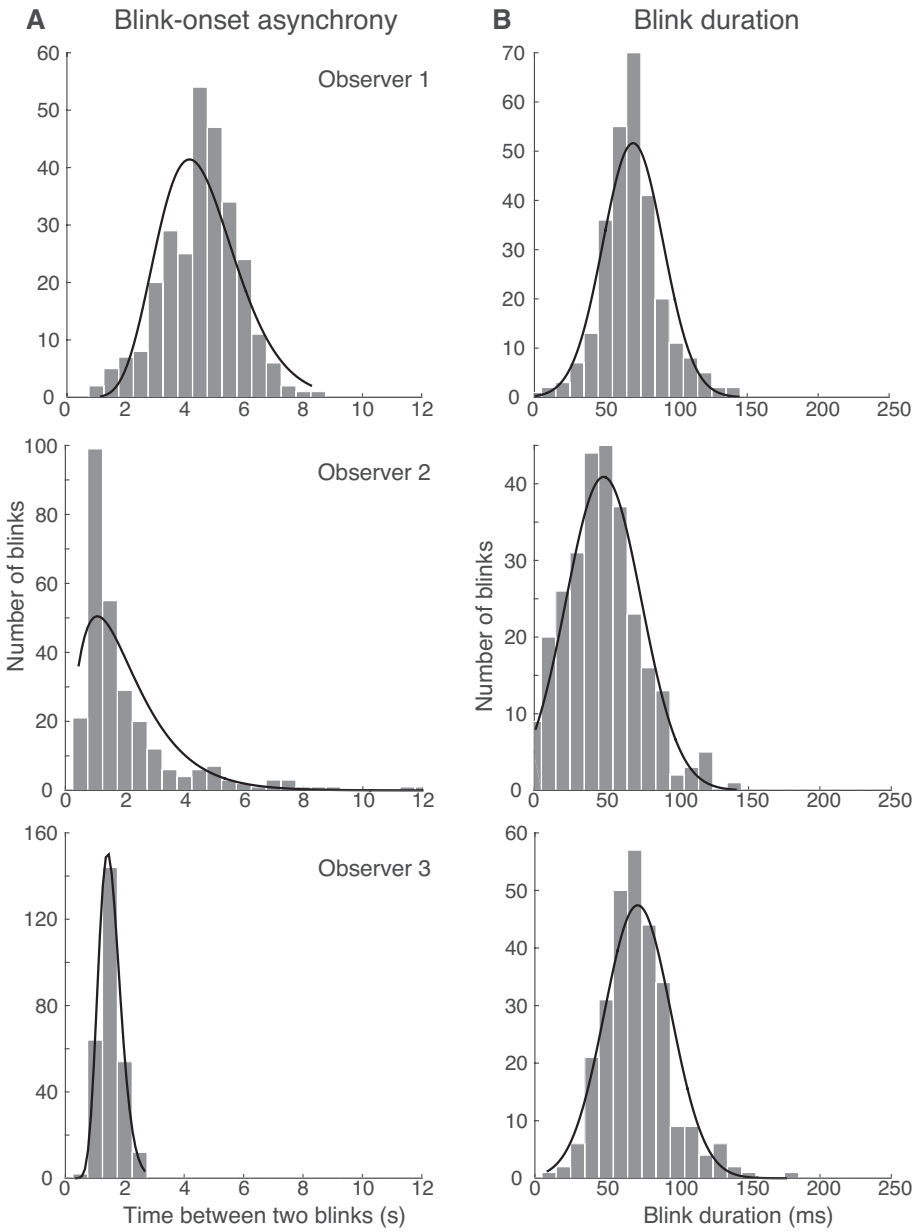 A Blink-onset asynchrony
B Blink duration
Observer 1
60
50
40
30
20
10
0
0 2 4 6 8 10 12
70
60
50
40
30
20
10
0
0 50 100 150 200 250
Observer 2
Number of blinks
100
80
60
40
20
0
0 2 4 6 8 10 12
Number of blinks
40
30
20
10
0
0 50 100 150 200 250
Observer 3
160
120
80
40
0
0 2 4 6 8 10 12
Time between two blinks (s)
60
50
40
30
20
10
0
0 50 100 150 200 250
Blink duration (ms)